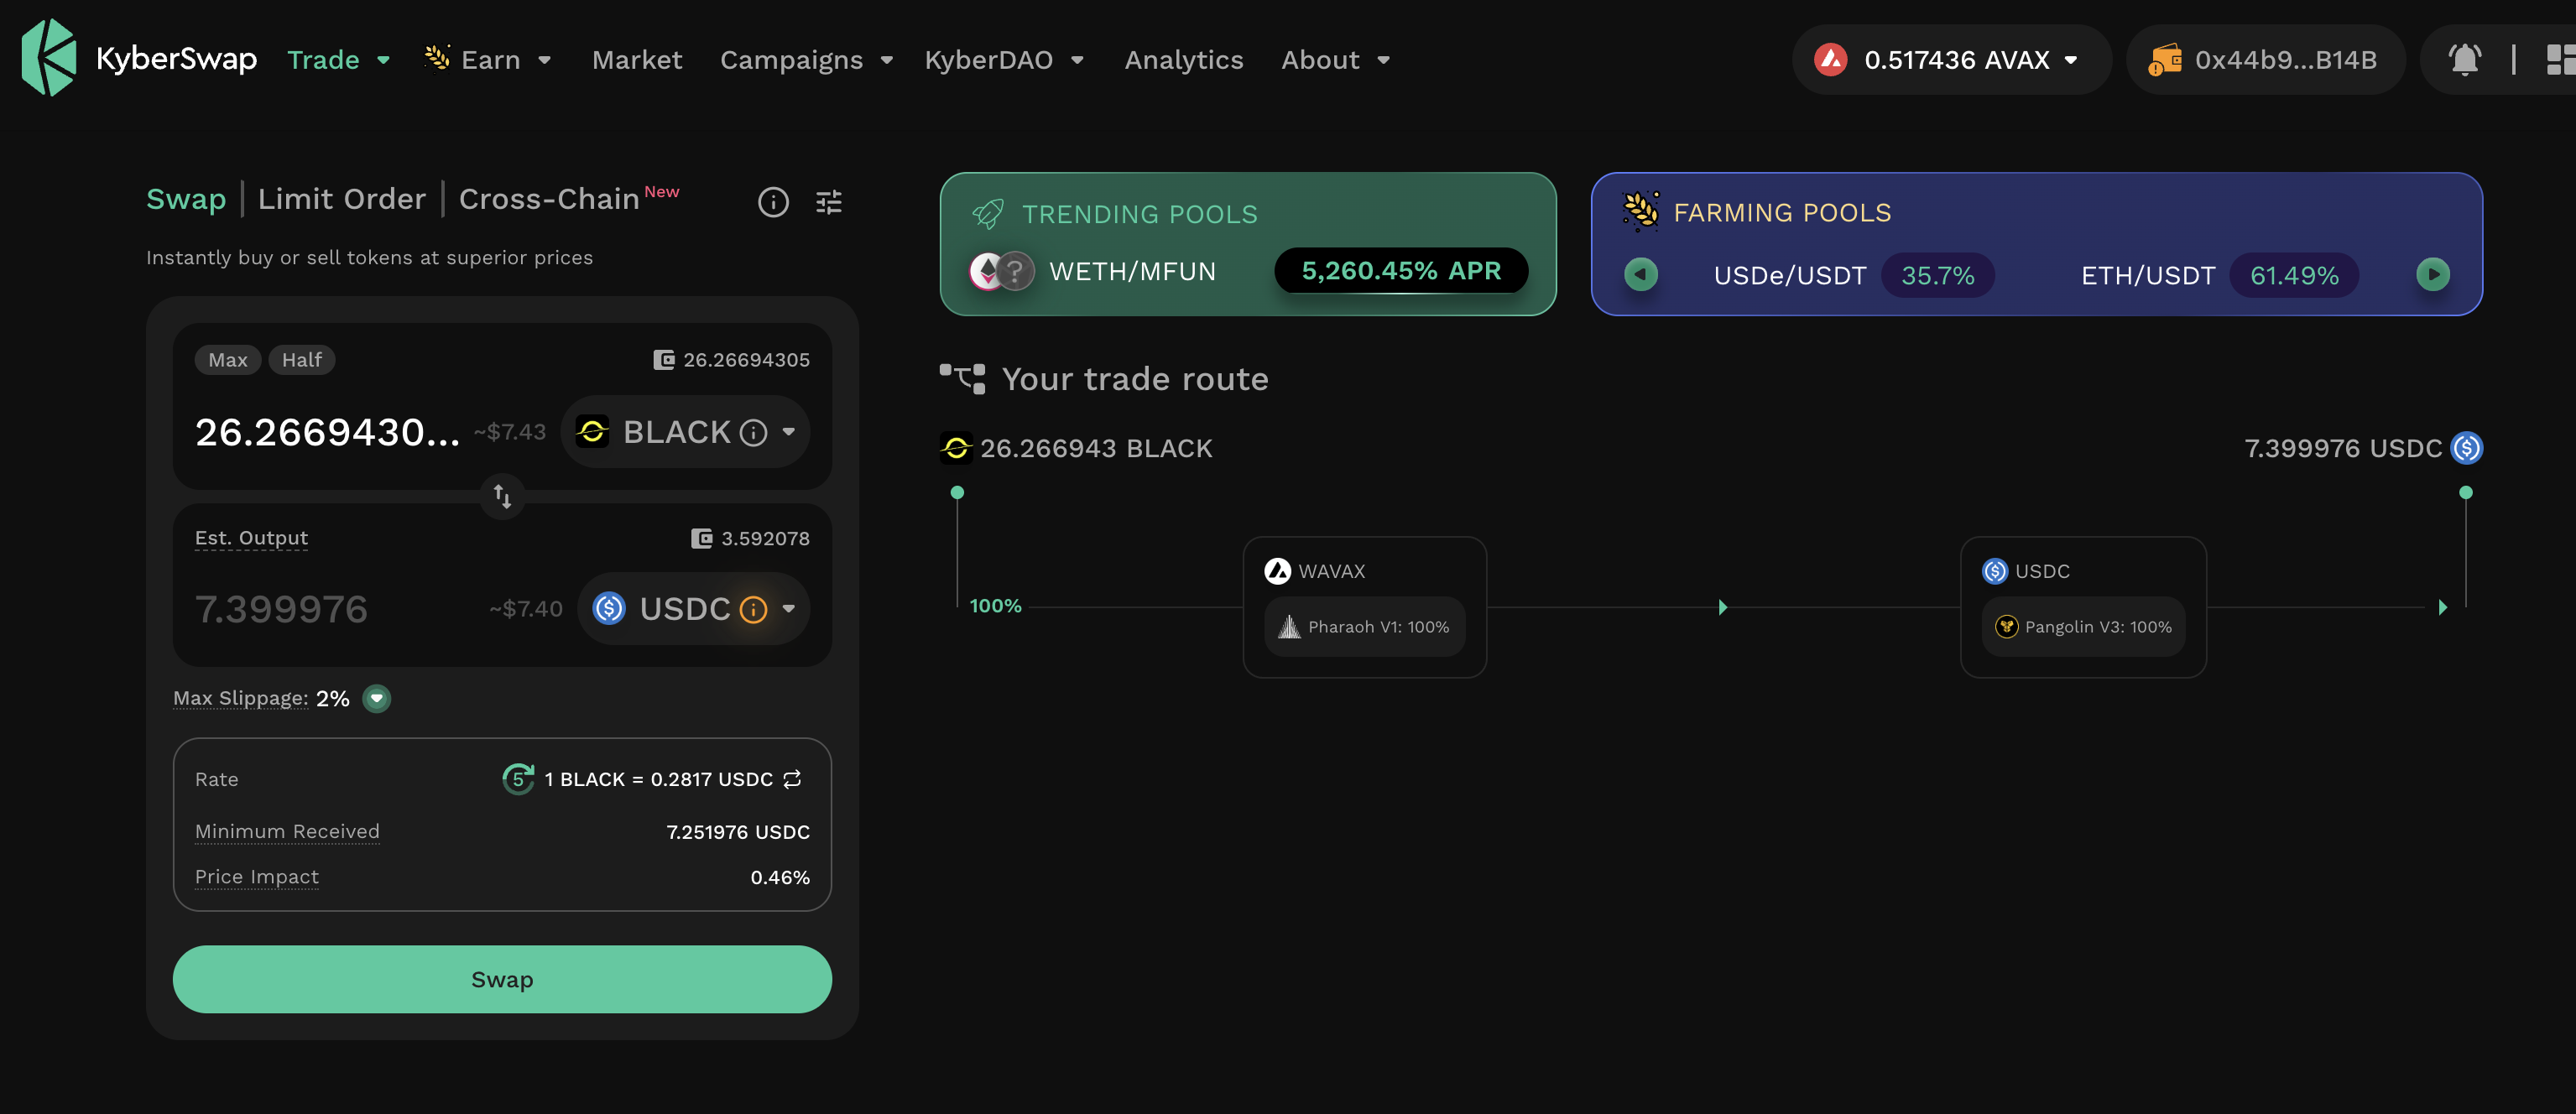 KyberSwap Trade Earn Market Campaigns KyberDAO Analytics About 0.517436 AVAX 0x44b9...B14B
Swap | Limit Order | Cross-Chain New
Instantly buy or sell tokens at superior prices
Max Half 26.26694305
26.2669430... ~$7.43 BLACK
Est. Output 3.592078
7.399976 ~$7.40 USDC
Max Slippage: 2%
Rate 5 1 BLACK = 0.2817 USDC
Minimum Received 7.251976 USDC
Price Impact 0.46%
Swap
TRENDING POOLS
WETH/MFUN 5,260.45% APR
FARMING POOLS
USDe/USDT 35.7% ETH/USDT 61.49%
Your trade route
26.266943 BLACK 7.399976 USDC
100%
WAVAX
Pharaoh V1: 100%
USDC
Pangolin V3: 100%